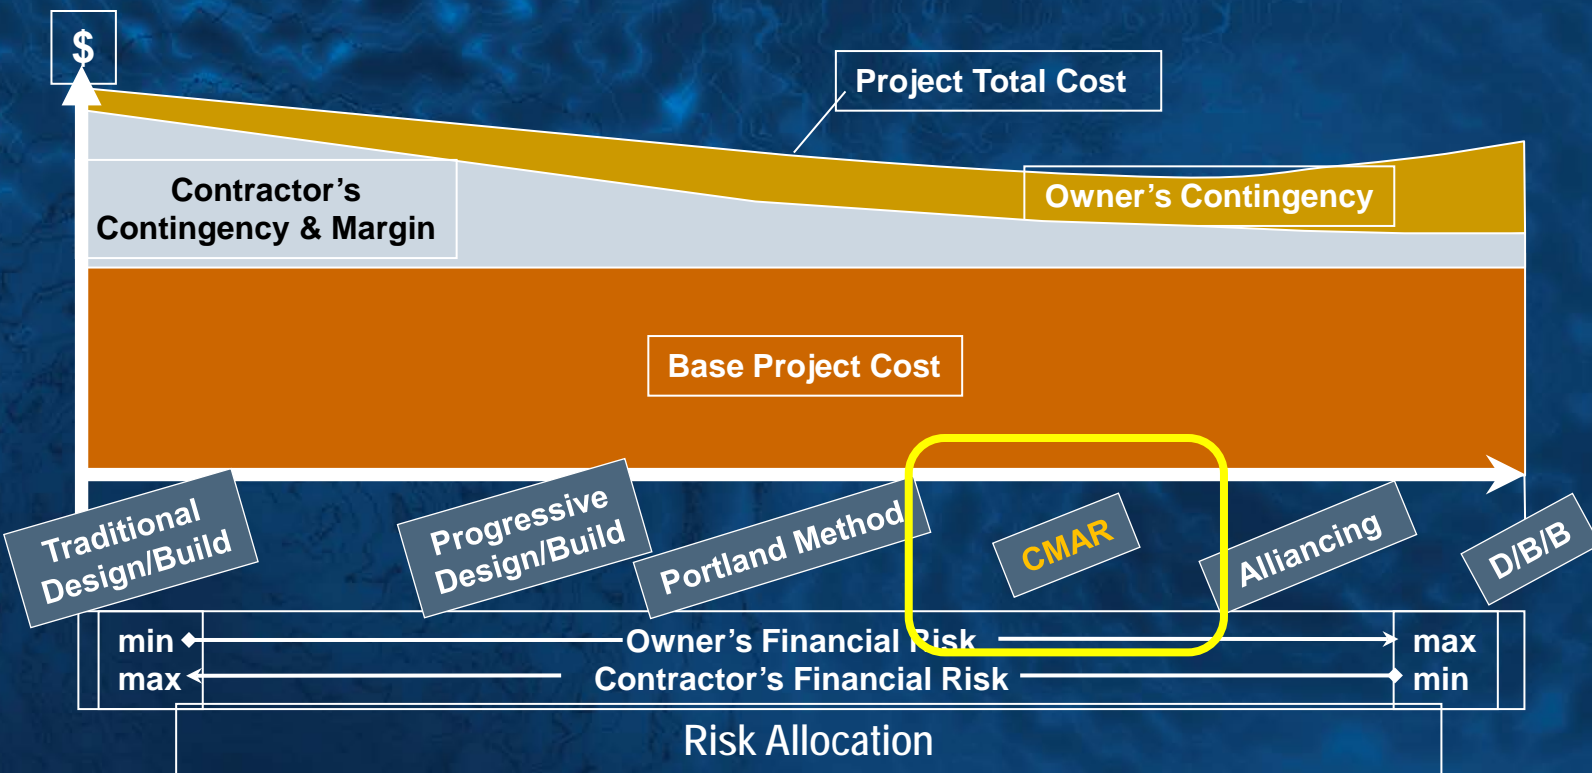 $
Project Total Cost
Contractor’s
Contingency & Margin
Owner’s Contingency
Base Project Cost
Traditional
Design/Build
Progressive
Design/Build
Portland Method
CMAR
Alliancing
D/B/B
min Owner’s Financial Risk max
max Contractor’s Financial Risk min
Risk Allocation